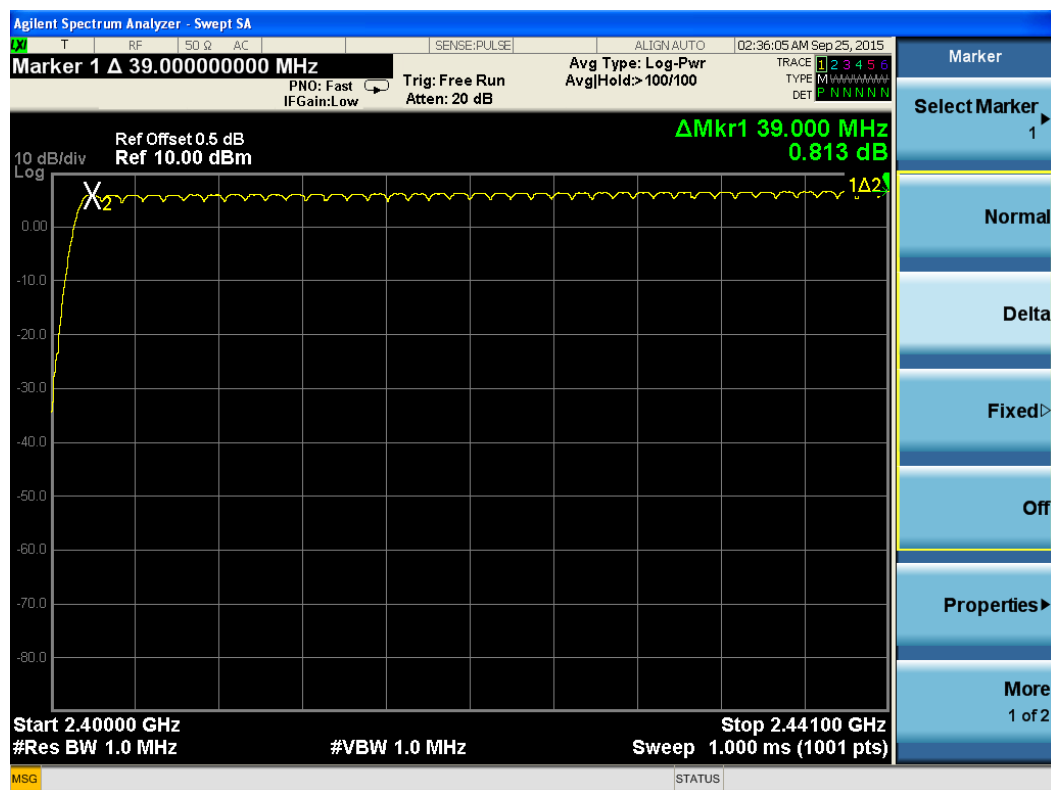 Agilent Spectrum Analyzer - Swept SA
LXI T RF 50 Ω AC SENSE:PULSE ALIGN AUTO 02:36:05 AM Sep 25, 2015
Marker 1 Δ 39.000000000 MHz
PNO: Fast
IFGain:Low
Trig: Free Run
Atten: 20 dB
Avg Type: Log-Pwr
Avg|Hold:>100/100
TRACE 1 2 3 4 5 6
TYPE M WWWWW
DET P N N N N N
Ref Offset 0.5 dB
10 dB/div Ref 10.00 dBm
Log
ΔMkr1 39.000 MHz
0.813 dB
X2
1Δ2
0.00
-10.0
-20.0
-30.0
-40.0
-50.0
-60.0
-70.0
-80.0
Start 2.40000 GHz Stop 2.44100 GHz
#Res BW 1.0 MHz #VBW 1.0 MHz Sweep 1.000 ms (1001 pts)
MSG STATUS
Marker
Select Marker
1
Normal
Delta
Fixed
Off
Properties
More
1 of 2